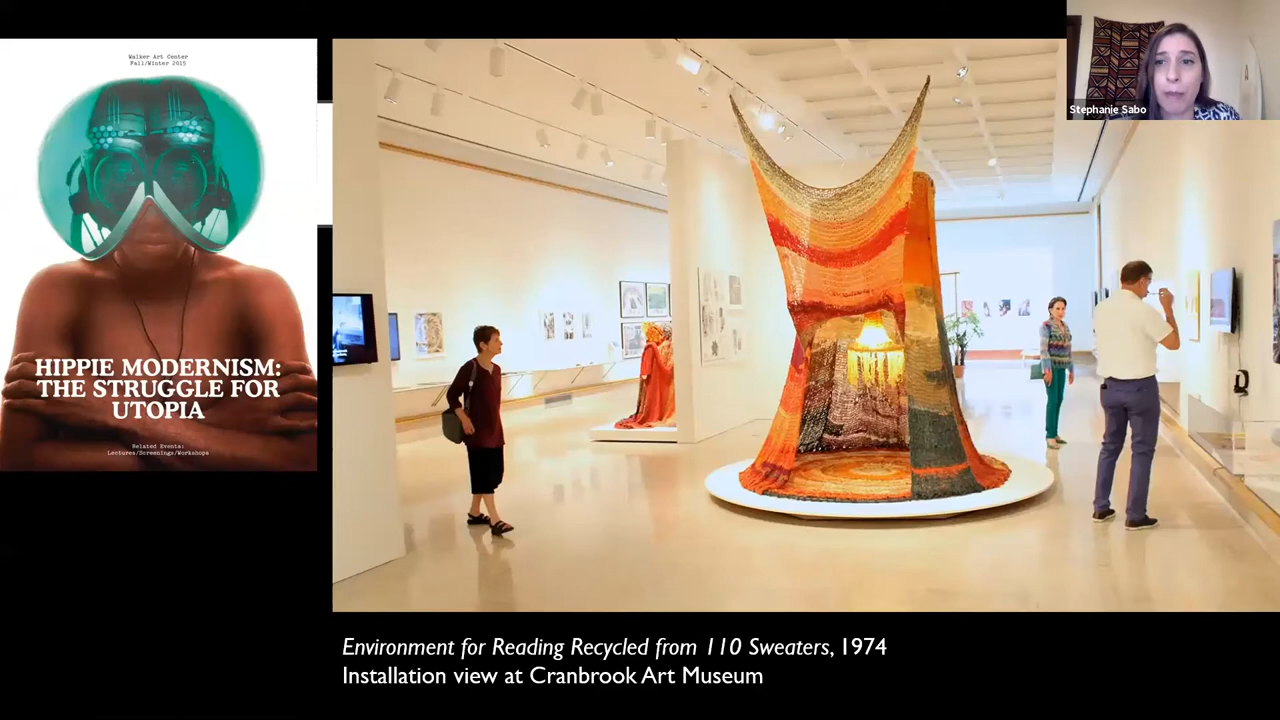 Walker Art Center
Fall/Winter 2015
HIPPIE MODERNISM:
THE STRUGGLE FOR
UTOPIA
Related Events:
Lectures/Screenings/Workshops
Stephanie Sabo
Environment for Reading Recycled from 110 Sweaters, 1974
Installation view at Cranbrook Art Museum